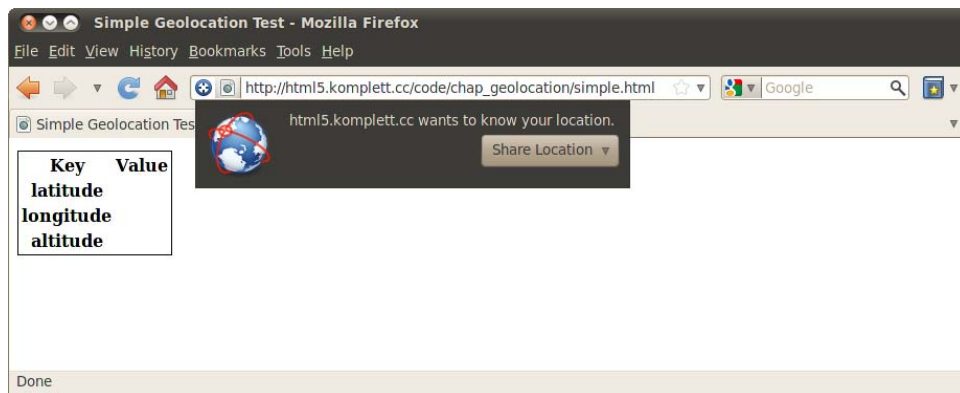 Simple Geolocation Test - Mozilla Firefox
File Edit View History Bookmarks Tools Help
http://html5.komplett.cc/code/chap_geolocation/simple.html Google
Simple Geolocation Tes
html5.komplett.cc wants to know your location.
Share Location
Key Value
latitude
longitude
altitude
Done